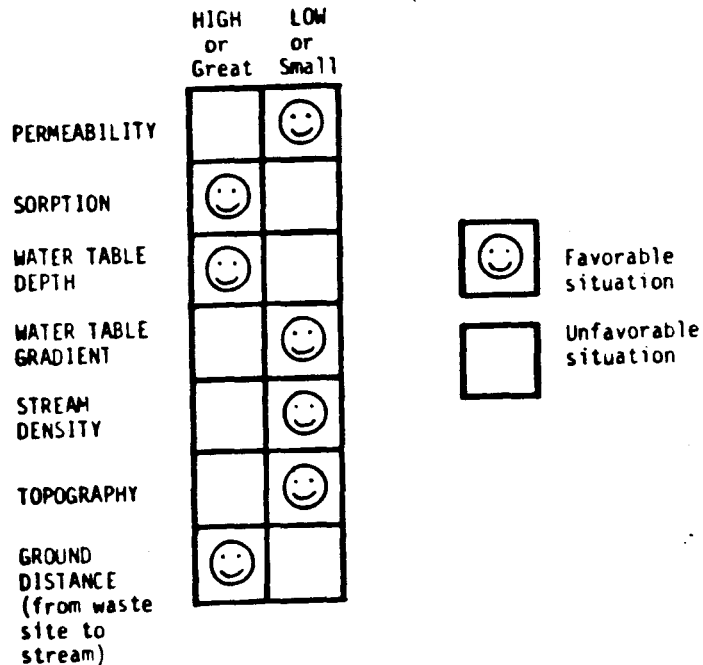 HIGH
or
Great
LOW
or
Small
PERMEABILITY
SORPTION
WATER TABLE
DEPTH
WATER TABLE
GRADIENT
STREAM
DENSITY
TOPOGRAPHY
GROUND
DISTANCE
(from waste
site to
stream)
Favorable
situation
Unfavorable
situation